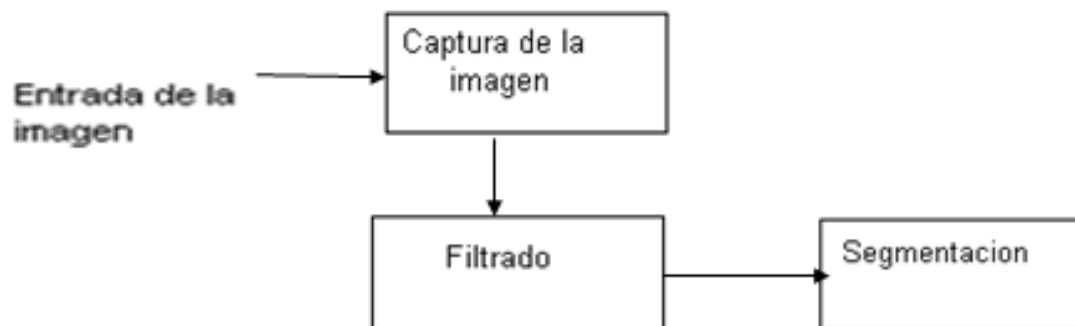 Entrada de la
imagen
Captura de la
imagen
Filtrado
Segmentacion